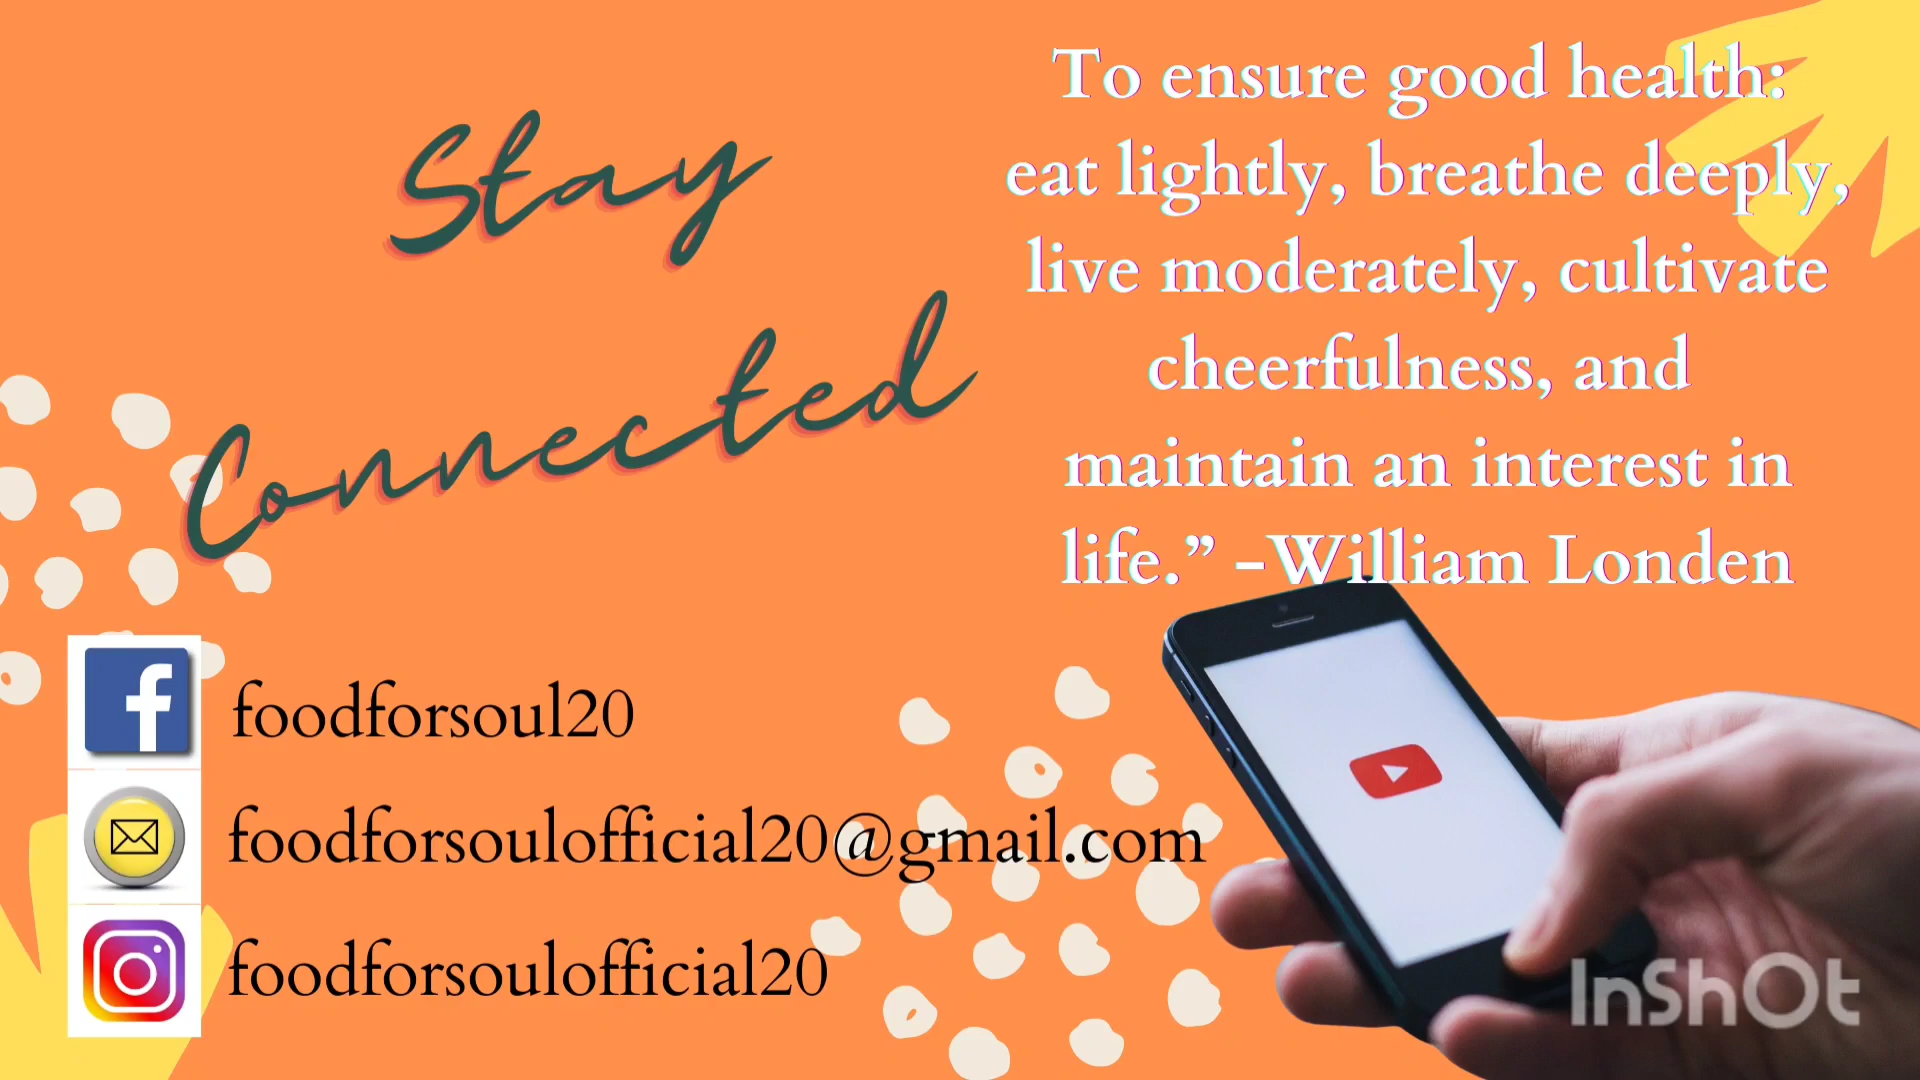 Stay
Connected
To ensure good health:
eat lightly, breathe deeply,
live moderately, cultivate
cheerfulness, and
maintain an interest in
life.” -William Londen
foodforsoul20
foodforsoulofficial20@gmail.com
foodforsoulofficial20
InShOt